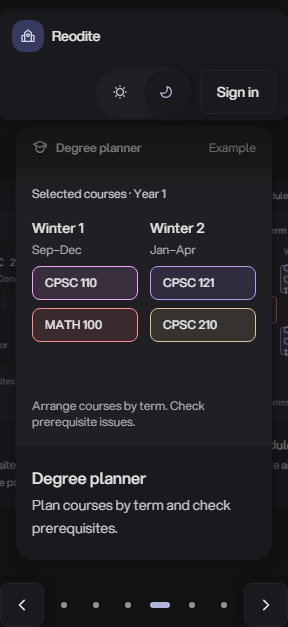 Reodite
Sign in
Degree planner
Example
Selected courses · Year 1
Winter 1
Winter 2
Sep–Dec
Jan–Apr
CPSC 110
CPSC 121
MATH 100
CPSC 210
Arrange courses by term. Check
prerequisite issues.
Degree planner
Plan courses by term and check
prerequisites.